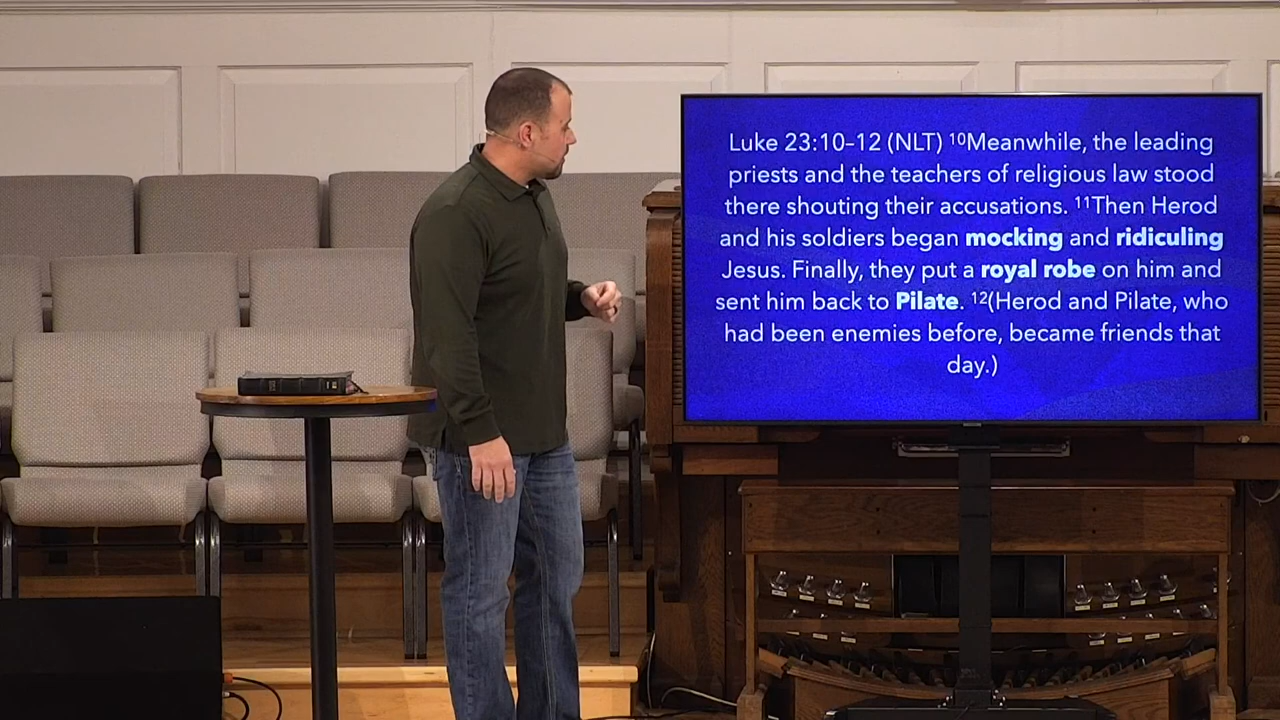 Luke 23:10–12 (NLT) ¹⁰Meanwhile, the leading
priests and the teachers of religious law stood
there shouting their accusations. ¹¹Then Herod
and his soldiers began mocking and ridiculing
Jesus. Finally, they put a royal robe on him and
sent him back to Pilate. ¹²(Herod and Pilate, who
had been enemies before, became friends that
day.)